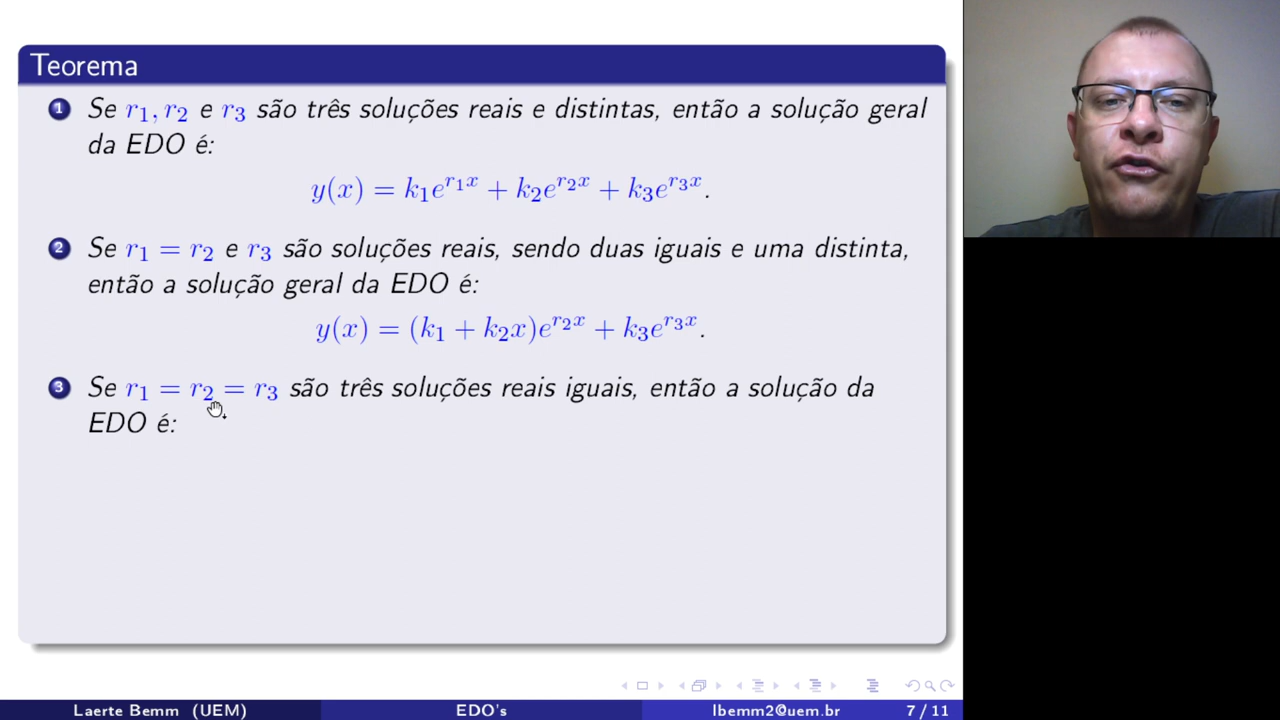 Teorema
1 Se r₁, r₂ e r₃ são três soluções reais e distintas, então a solução geral
da EDO é:
y(x) = k₁e^{r₁x} + k₂e^{r₂x} + k₃e^{r₃x}.
2 Se r₁ = r₂ e r₃ são soluções reais, sendo duas iguais e uma distinta,
então a solução geral da EDO é:
y(x) = (k₁ + k₂x)e^{r₂x} + k₃e^{r₃x}.
3 Se r₁ = r₂ = r₃ são três soluções reais iguais, então a solução da
EDO é:
Laerte Bemm (UEM) EDO's lbemm2@uem.br 7 / 11